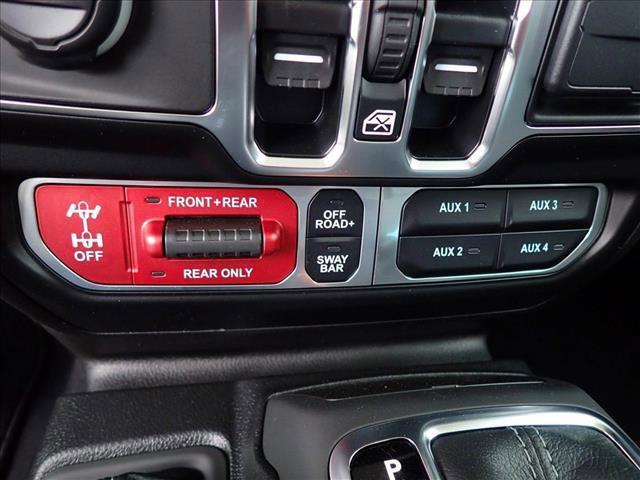 FRONT+REAR
OFF
REAR ONLY
OFF
ROAD+
SWAY
BAR
AUX 1
AUX 3
AUX 2
AUX 4
P